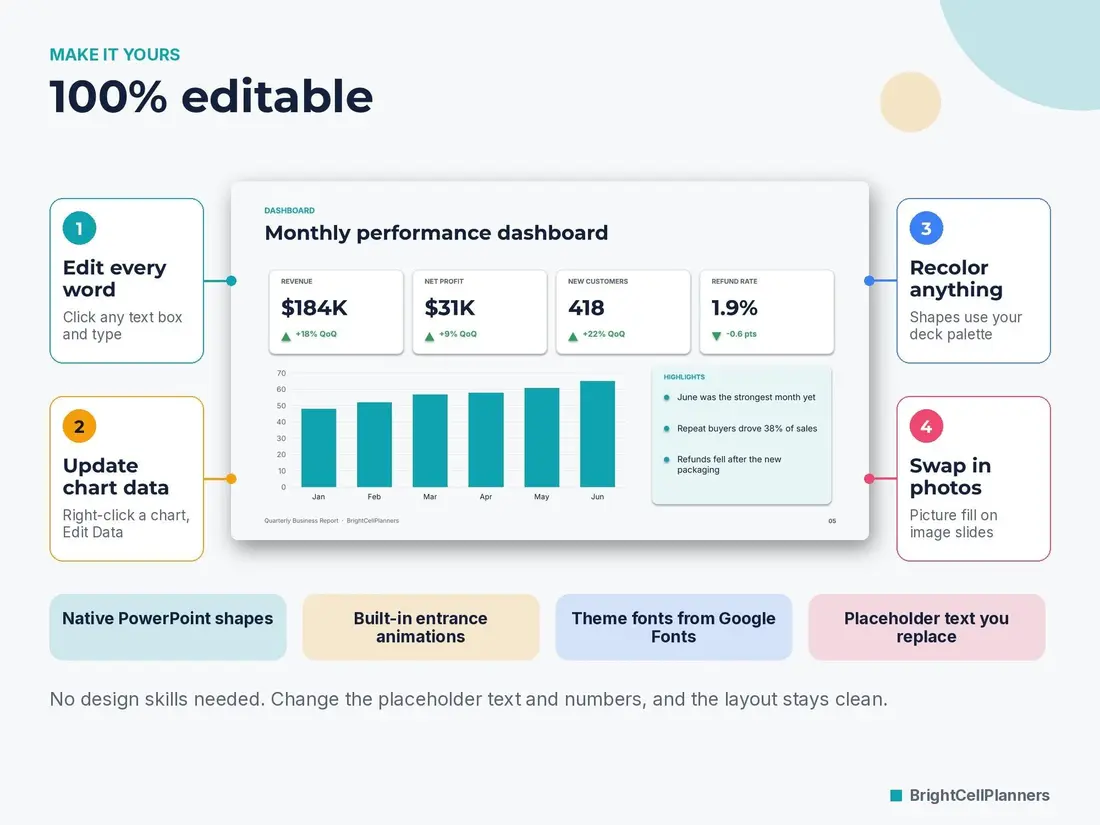 MAKE IT YOURS
100% editable
1
Edit every
word
Click any text box
and type
2
Update
chart data
Right-click a chart,
Edit Data
DASHBOARD
Monthly performance dashboard
REVENUE
$184K
+18% QoQ
NET PROFIT
$31K
+9% QoQ
NEW CUSTOMERS
418
+22% QoQ
REFUND RATE
1.9%
-0.6 pts
70
60
50
40
30
20
10
0
Jan Feb Mar Apr May Jun
HIGHLIGHTS
June was the strongest month yet
Repeat buyers drove 38% of sales
Refunds fell after the new
packaging
Quarterly Business Report · BrightCellPlanners
05
3
Recolor
anything
Shapes use your
deck palette
4
Swap in
photos
Picture fill on
image slides
Native PowerPoint shapes
Built-in entrance
animations
Theme fonts from Google
Fonts
Placeholder text you
replace
No design skills needed. Change the placeholder text and numbers, and the layout stays clean.
BrightCellPlanners